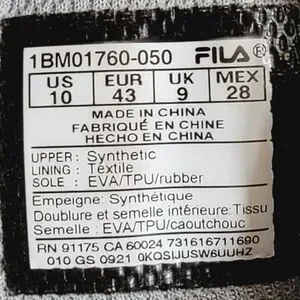 1BM01760-050 FILA®
US EUR UK MEX
10 43 9 28
MADE IN CHINA
FABRIQUÉ EN CHINE
HECHO EN CHINA
UPPER: Synthetic
LINING: Textile
SOLE : EVA/TPU/rubber
Empeigne: Synthétique
Doublure et semelle intérieure: Tissu
Semelle : EVA/TPU/caoutchouc
RN 91175 CA 60024 731616711690
010 GS 0921